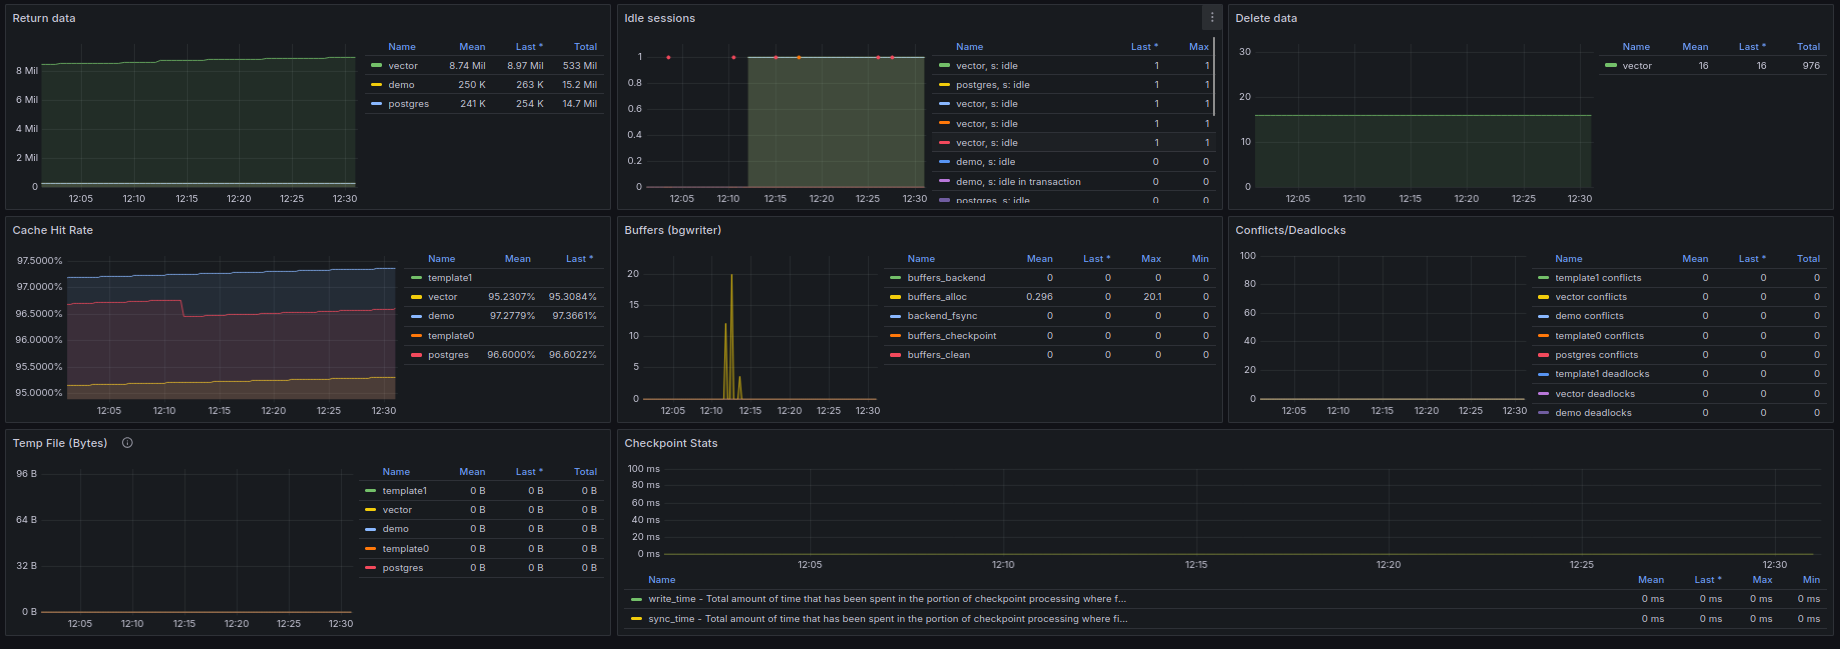 Return data
8 Mil
6 Mil
4 Mil
2 Mil
0
12:05 12:10 12:15 12:20 12:25 12:30
Name Mean Last * Total
vector 8.74 Mil 8.97 Mil 533 Mil
demo 250 K 263 K 15.2 Mil
postgres 241 K 254 K 14.7 Mil
Idle sessions
1
0.8
0.6
0.4
0.2
0
12:05 12:10 12:15 12:20 12:25 12:30
Name Last * Max
vector, s: idle 1 1
postgres, s: idle 1 1
vector, s: idle 1 1
vector, s: idle 1 1
vector, s: idle 1 1
demo, s: idle 0 0
demo, s: idle in transaction 0 0
postgres, s: idle 0 0
Delete data
30
20
10
0
12:05 12:10 12:15 12:20 12:25 12:30
Name Mean Last * Total
vector 16 16 976
Cache Hit Rate
97.5000%
97.0000%
96.5000%
96.0000%
95.5000%
95.0000%
12:05 12:10 12:15 12:20 12:25 12:30
Name Mean Last *
template1
vector 95.2307% 95.3084%
demo 97.2779% 97.3661%
template0
postgres 96.6000% 96.6022%
Buffers (bgwriter)
20
15
10
5
0
12:05 12:10 12:15 12:20 12:25 12:30
Name Mean Last * Max Min
buffers_backend 0 0 0 0
buffers_alloc 0.296 0 20.1 0
backend_fsync 0 0 0 0
buffers_checkpoint 0 0 0 0
buffers_clean 0 0 0 0
Conflicts/Deadlocks
100
80
60
40
20
0
12:05 12:10 12:15 12:20 12:25 12:30
Name Mean Last * Total
template1 conflicts 0 0 0
vector conflicts 0 0 0
demo conflicts 0 0 0
template0 conflicts 0 0 0
postgres conflicts 0 0 0
template1 deadlocks 0 0 0
vector deadlocks 0 0 0
demo deadlocks 0 0 0
Temp File (Bytes)
96 B
64 B
32 B
0 B
12:05 12:10 12:15 12:20 12:25 12:30
Name Mean Last * Total
template1 0 B 0 B 0 B
vector 0 B 0 B 0 B
demo 0 B 0 B 0 B
template0 0 B 0 B 0 B
postgres 0 B 0 B 0 B
Checkpoint Stats
100 ms
80 ms
60 ms
40 ms
20 ms
0 ms
12:05 12:10 12:15 12:20 12:25 12:30
Name Mean Last * Max Min
write_time - Total amount of time that has been spent in the portion of checkpoint processing where f... 0 ms 0 ms 0 ms 0 ms
sync_time - Total amount of time that has been spent in the portion of checkpoint processing where fi... 0 ms 0 ms 0 ms 0 ms